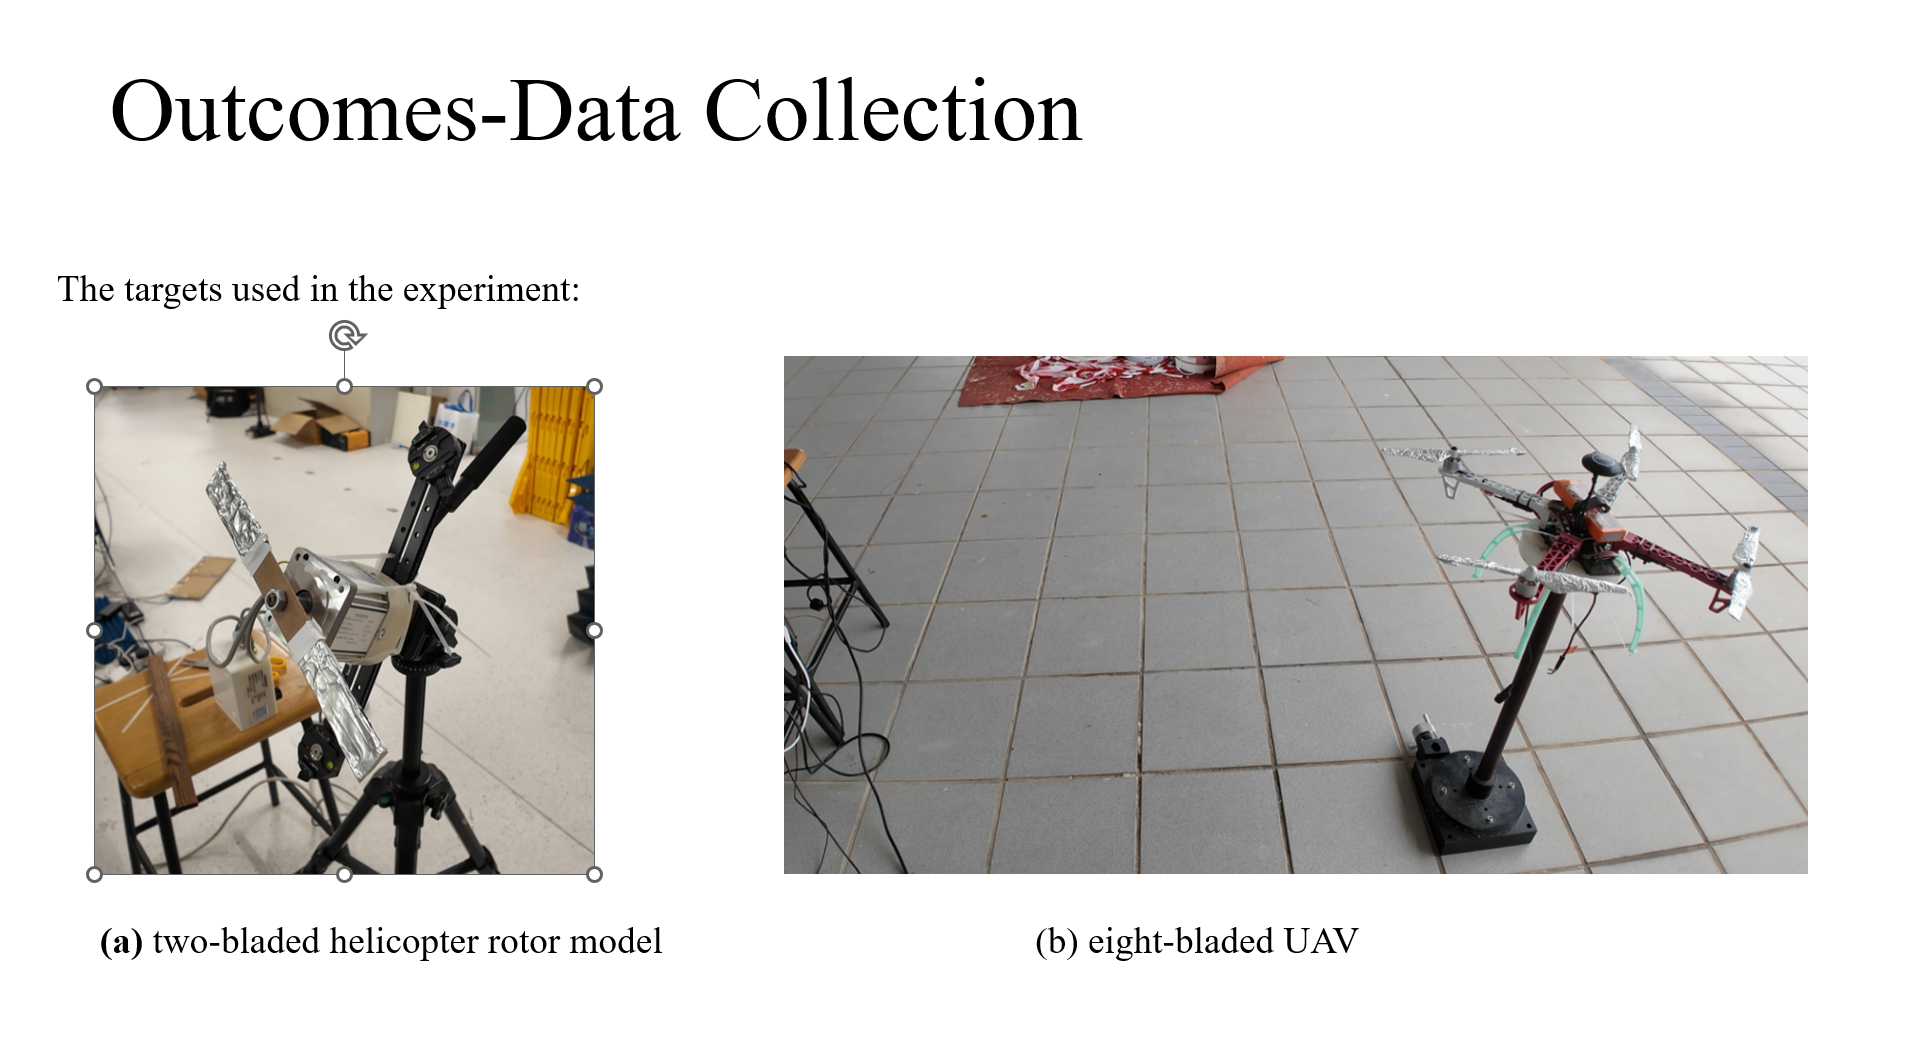 Outcomes-Data Collection
The targets used in the experiment:
(a) two-bladed helicopter rotor model
(b) eight-bladed UAV